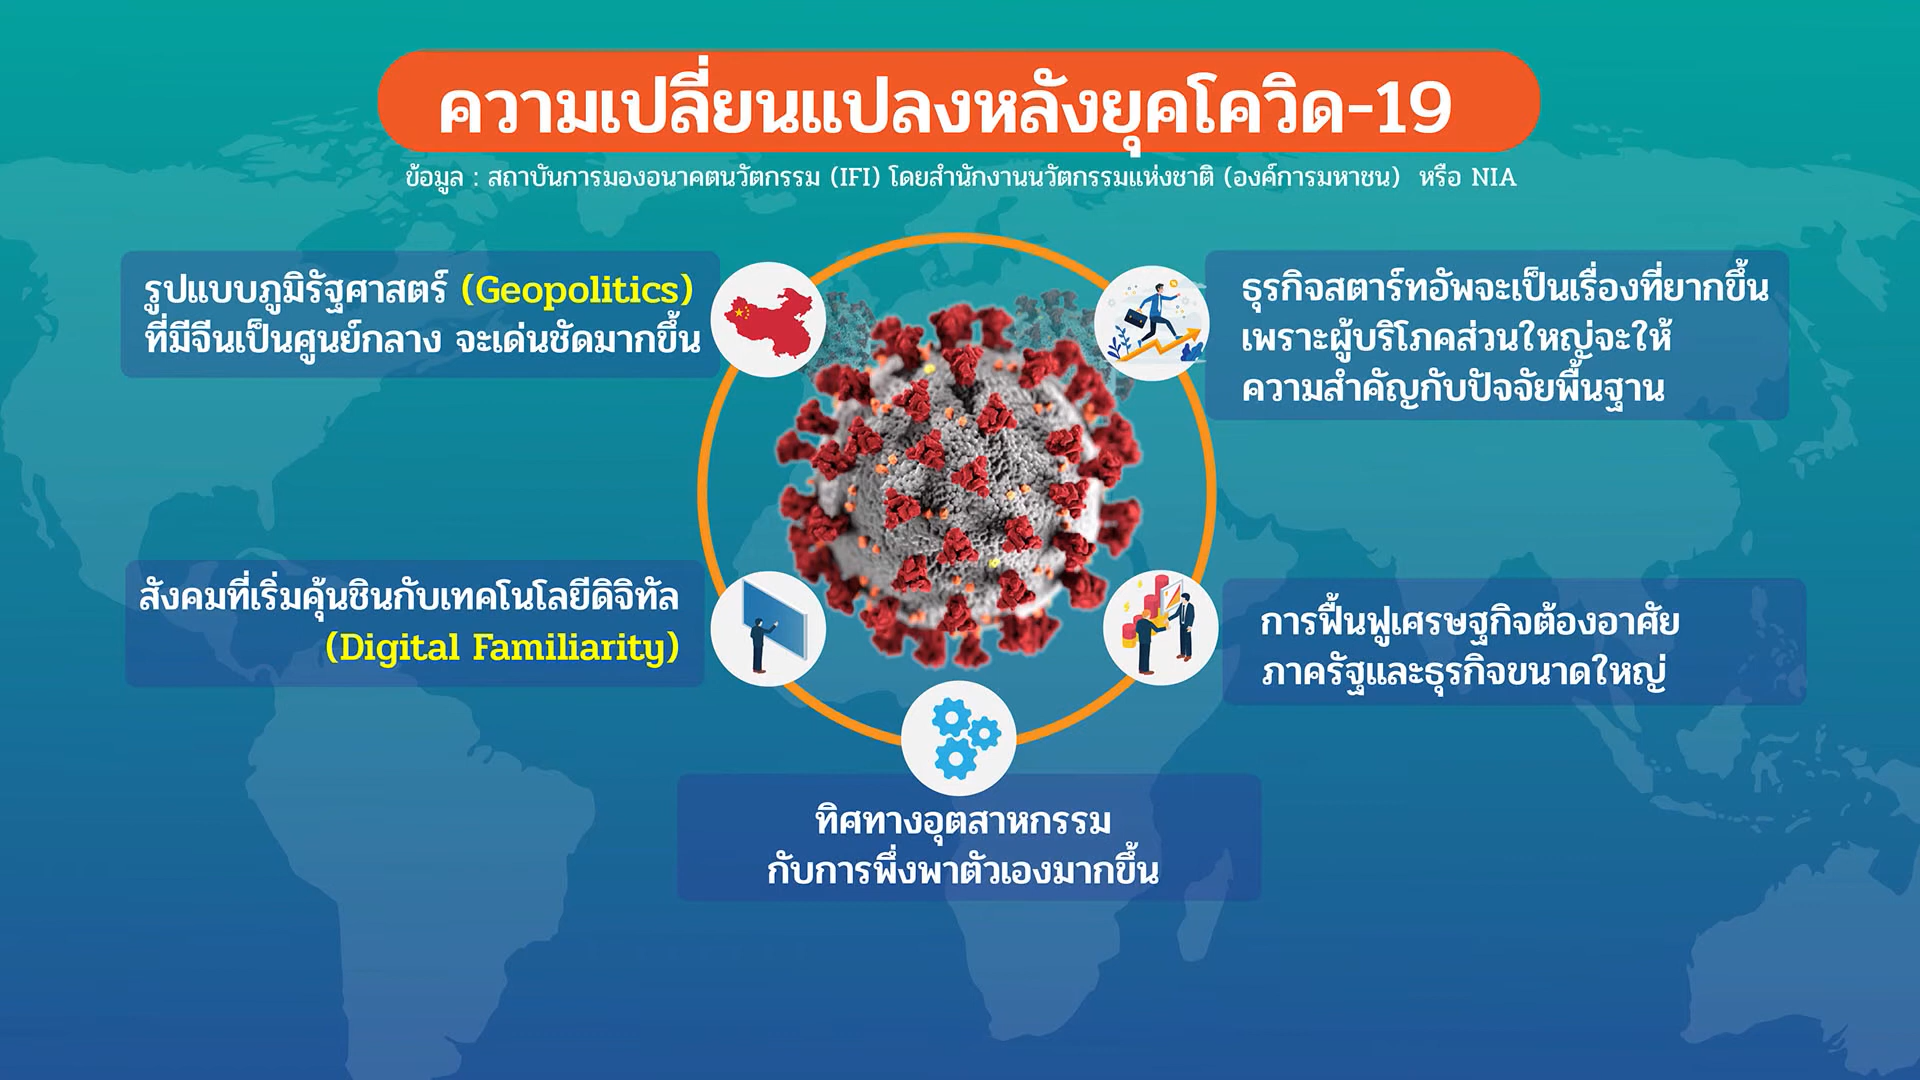 ความเปลี่ยนแปลงหลังยุคโควิด-19
ข้อมูล : สถาบันการมองอนาคตนวัตกรรม (IFI) โดยสำนักงานนวัตกรรมแห่งชาติ (องค์การมหาชน) หรือ NIA
รูปแบบภูมิรัฐศาสตร์ (Geopolitics)
ที่มีจีนเป็นศูนย์กลาง จะเด่นชัดมากขึ้น
ธุรกิจสตาร์ทอัพจะเป็นเรื่องที่ยากขึ้น
เพราะผู้บริโภคส่วนใหญ่จะให้
ความสำคัญกับปัจจัยพื้นฐาน
สังคมที่เริ่มคุ้นชินกับเทคโนโลยีดิจิทัล
(Digital Familiarity)
การฟื้นฟูเศรษฐกิจต้องอาศัย
ภาครัฐและธุรกิจขนาดใหญ่
ทิศทางอุตสาหกรรม
กับการพึ่งพาตัวเองมากขึ้น